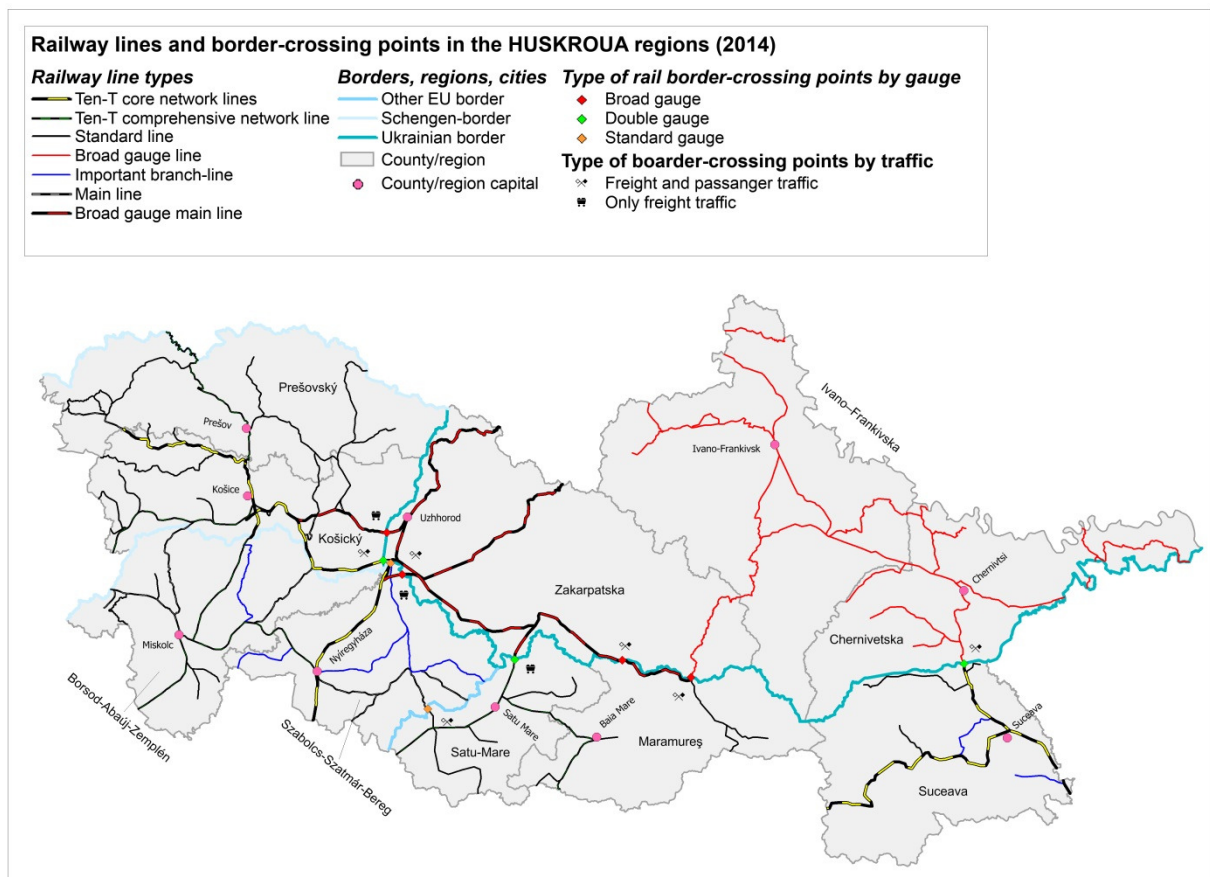 Railway lines and border-crossing points in the HUSKROUA regions (2014)
Railway line types
Ten-T core network lines
Ten-T comprehensive network line
Standard line
Broad gauge line
Important branch-line
Main line
Broad gauge main line
Borders, regions, cities
Other EU border
Schengen-border
Ukrainian border
County/region
County/region capital
Type of rail border-crossing points by gauge
Broad gauge
Double gauge
Standard gauge
Type of boarder-crossing points by traffic
Freight and passanger traffic
Only freight traffic
Prešovský
Ivano–Frankivska
Prešov
Ivano-Frankivsk
Košice
Uzhhorod
Košický
Chernivtsi
Zakarpatska
Chernivetska
Miskolc
Nyíregyháza
Borsod-Abaúj-Zemplén
Szabolcs-Szatmár-Bereg
Satu Mare
Baia Mare
Satu-Mare
Maramureş
Suceava
Suceava